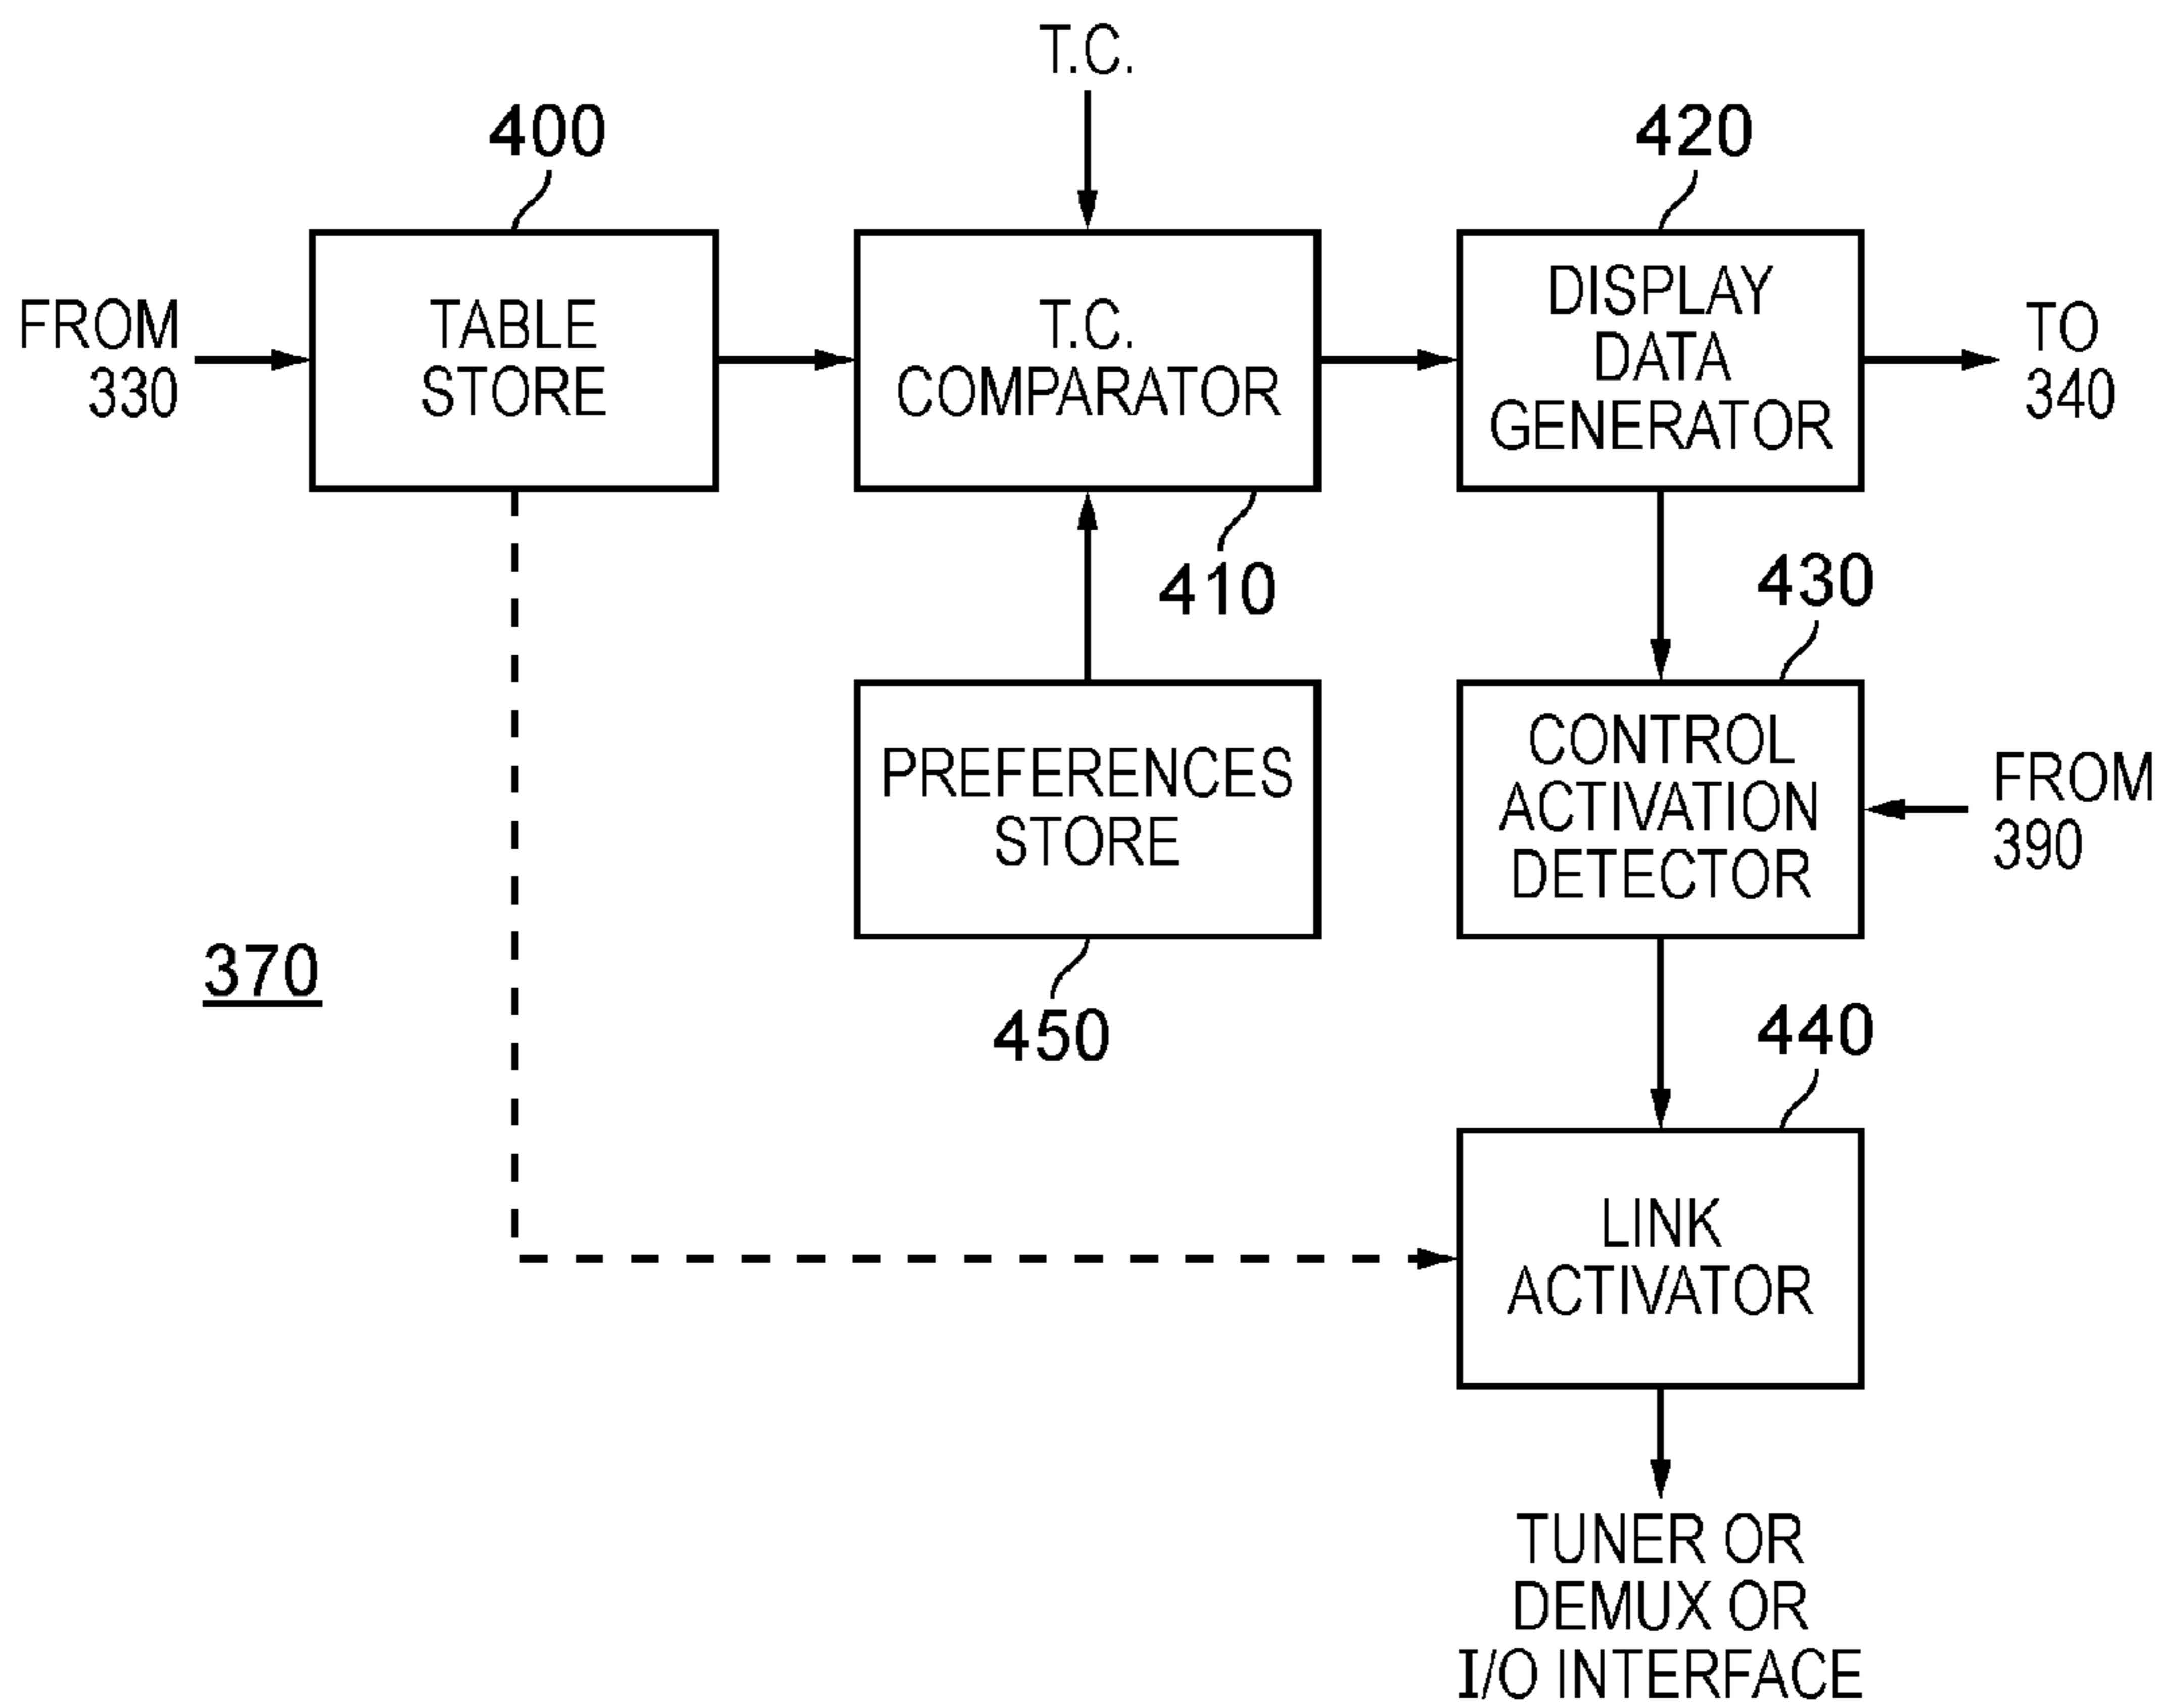 T.C.
400
420
FROM
330
TABLE
STORE
T.C.
COMPARATOR
DISPLAY
DATA
GENERATOR
TO
340
410
430
PREFERENCES
STORE
CONTROL
ACTIVATION
DETECTOR
FROM
390
370
450
440
LINK
ACTIVATOR
TUNER OR
DEMUX OR
I/O INTERFACE